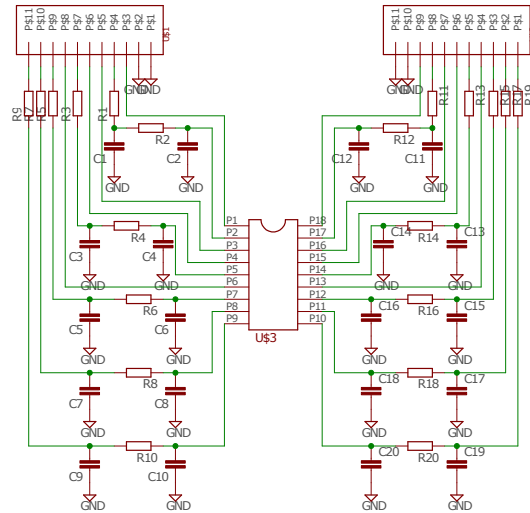 P$11 P$10 P$9 P$8 P$7 P$6 P$5 P$4 P$3 P$2 P$1
P$11 P$10 P$9 P$8 P$7 P$6 P$5 P$4 P$3 P$2 P$1
U$1
GND GND
GND GND
R9 R7 R5 R3 R1
R11 R13 R15 R17 R19
R2
R12
C1 C2
C12 C11
GND GND
GND GND
P1 P18
P2 P17
P3 P16
P4 P15
P5 P14
P6 P13
P7 P12
P8 P11
P9 P10
U$3
R4
R14
C3 C4
C14 C13
GND GND
GND GND
R6
R16
C5 C6
C16 C15
GND GND
GND GND
R8
R18
C7 C8
C18 C17
GND GND
GND GND
R10
R20
C9 C10
C20 C19
GND GND
GND GND